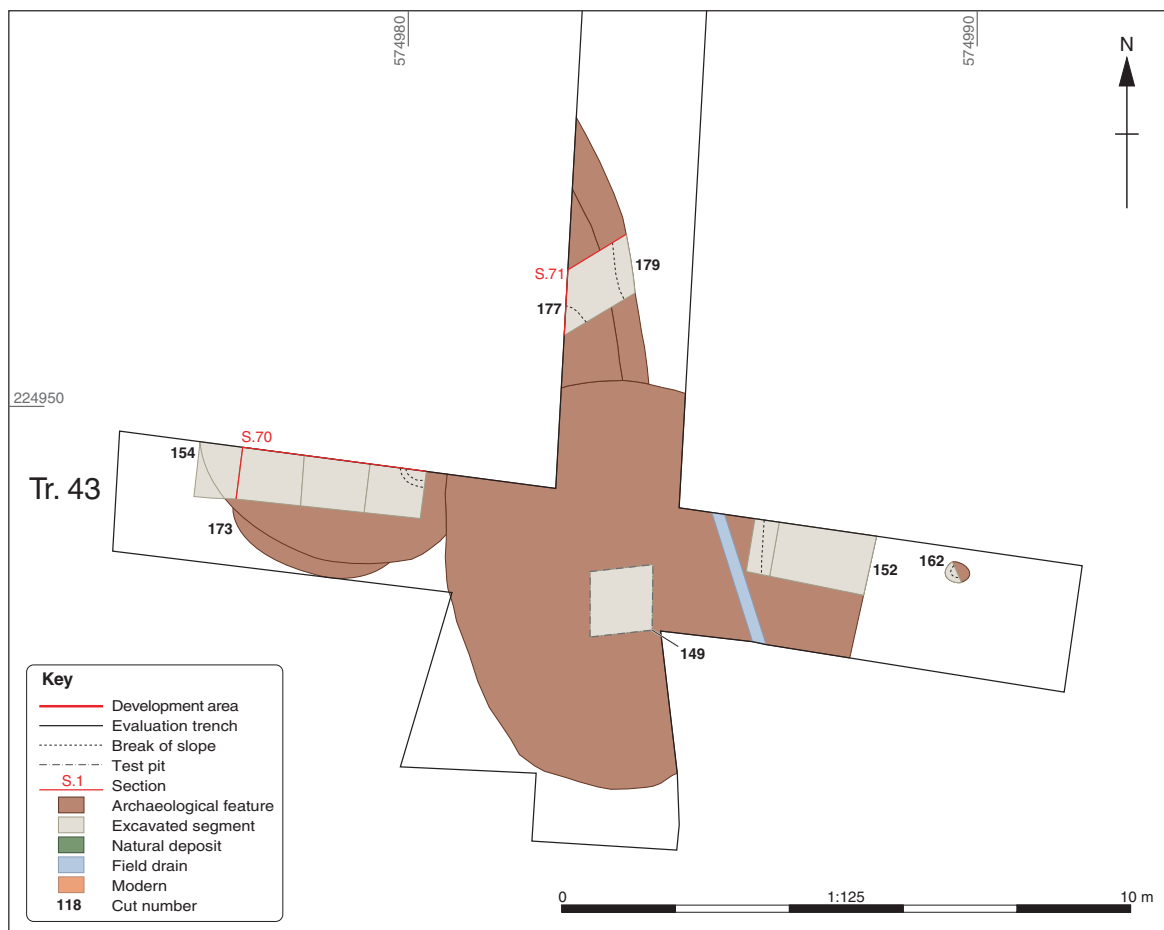 574980
574990
N
179
S.71
177
224950
S.70
154
Tr. 43
173
162
152
149
Key
Development area
Evaluation trench
Break of slope
Test pit
S.1 Section
Archaeological feature
Excavated segment
Natural deposit
Field drain
Modern
118 Cut number
0 1:125 10 m